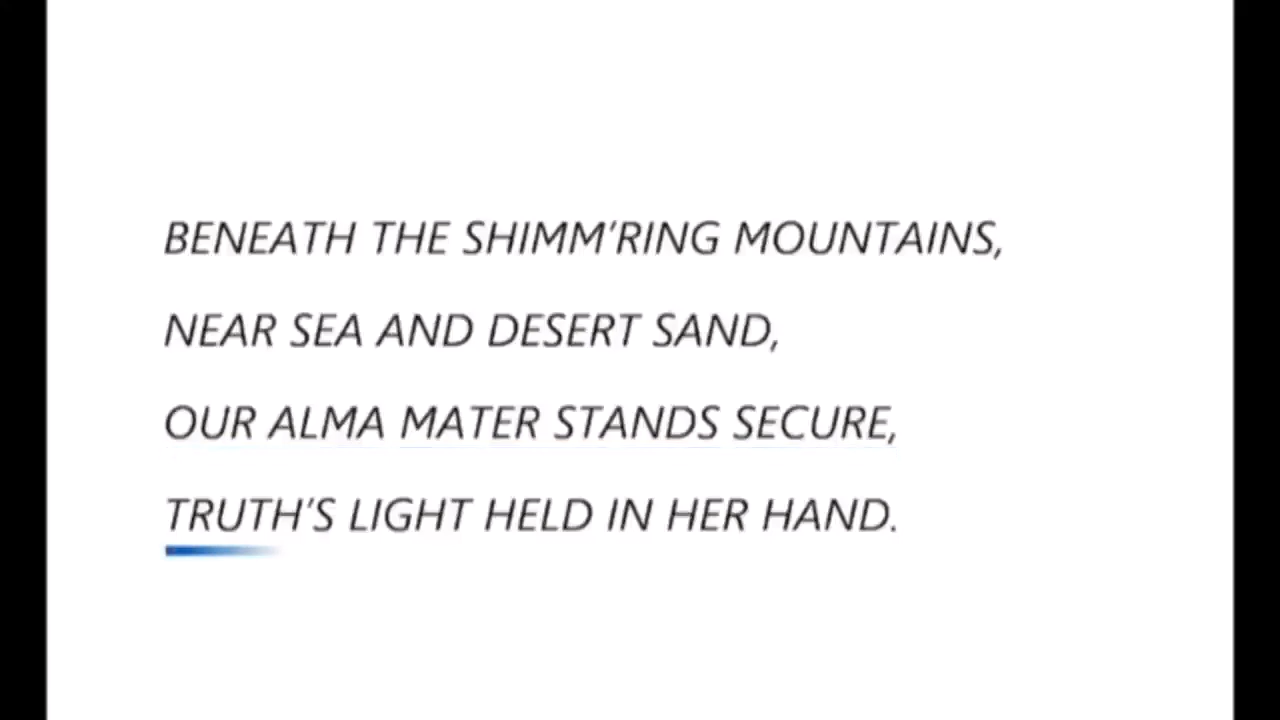 BENEATH THE SHIMM'RING MOUNTAINS,
NEAR SEA AND DESERT SAND,
OUR ALMA MATER STANDS SECURE,
TRUTH'S LIGHT HELD IN HER HAND.